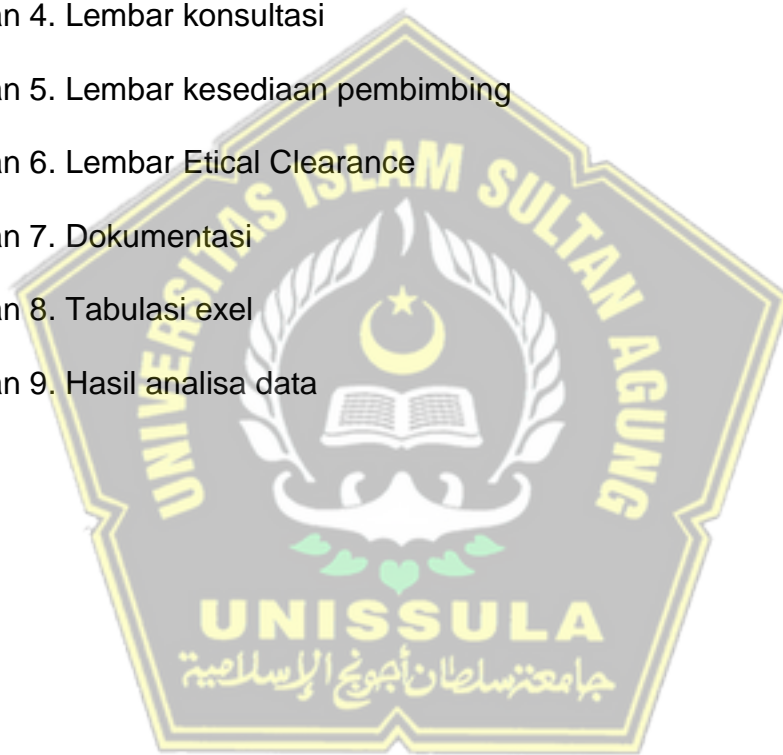 an 4. Lembar konsultasi
an 5. Lembar kesediaan pembimbing
an 6. Lembar Etical Clearance
an 7. Dokumentasi
an 8. Tabulasi exel
an 9. Hasil analisa data
UNIVERSITAS ISLAM SULTAN AGUNG
UNISSULA
جامعة سلطان أجونج الإسلامية